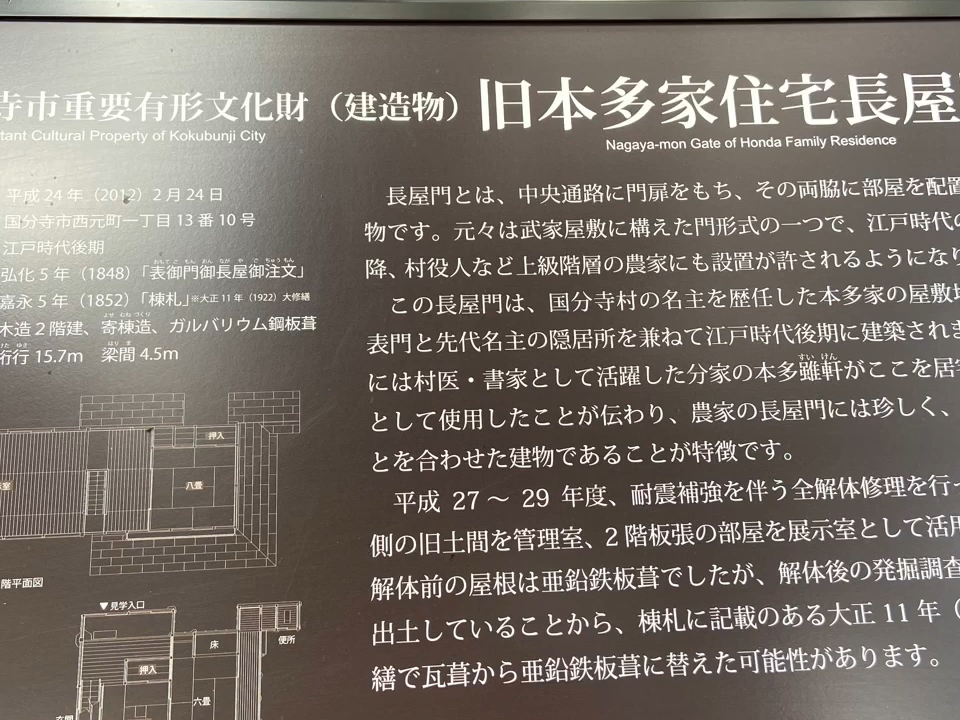 寺市重要有形文化財（建造物） 旧本多家住宅長屋
tant Cultural Property of Kokubunji City
Nagaya-mon Gate of Honda Family Residence
平成24年（2012）2月24日
国分寺市西元町一丁目13番10号
江戸時代後期
弘化5年（1848）「表御門御長屋御注文」
嘉永5年（1852）「棟札」※大正11年（1922）大修繕
木造2階建、寄棟造、ガルバリウム鋼板葺
桁行 15.7m 梁間 4.5m
長屋門とは、中央通路に門扉をもち、その両脇に部屋を配置
物です。元々は武家屋敷に構えた門形式の一つで、江戸時代の
降、村役人など上級階層の農家にも設置が許されるようになり
この長屋門は、国分寺村の名主を歴任した本多家の屋敷地
表門と先代名主の隠居所を兼ねて江戸時代後期に建築されま
には村医・書家として活躍した分家の本多雖軒がここを居宅
として使用したことが伝わり、農家の長屋門には珍しく、
とを合わせた建物であることが特徴です。
平成 27～ 29 年度、耐震補強を伴う全解体修理を行っ
側の旧土間を管理室、2階板張の部屋を展示室として活用
解体前の屋根は亜鉛鉄板葺でしたが、解体後の発掘調査
出土していることから、棟札に記載のある大正11年（
繕で瓦葺から亜鉛鉄板葺に替えた可能性があります。
押入
八畳
室
階平面図
▼見学入口
床
便所
押入
六畳
玄関